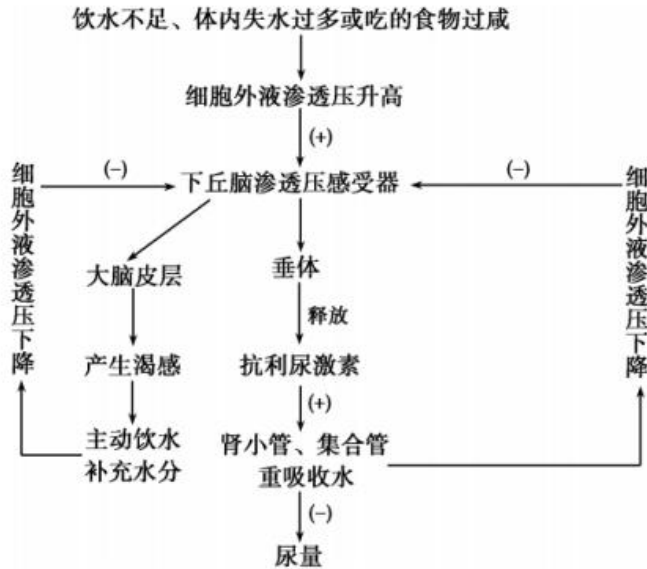 饮水不足、体内失水过多或吃的食物过咸
细胞外液渗透压升高
(+)
(−)
下丘脑渗透压感受器
(−)
细胞外液渗透压下降
细胞外液渗透压下降
大脑皮层
垂体
释放
产生渴感
抗利尿激素
(+)
主动饮水
补充水分
肾小管、集合管
重吸收水
(−)
尿量